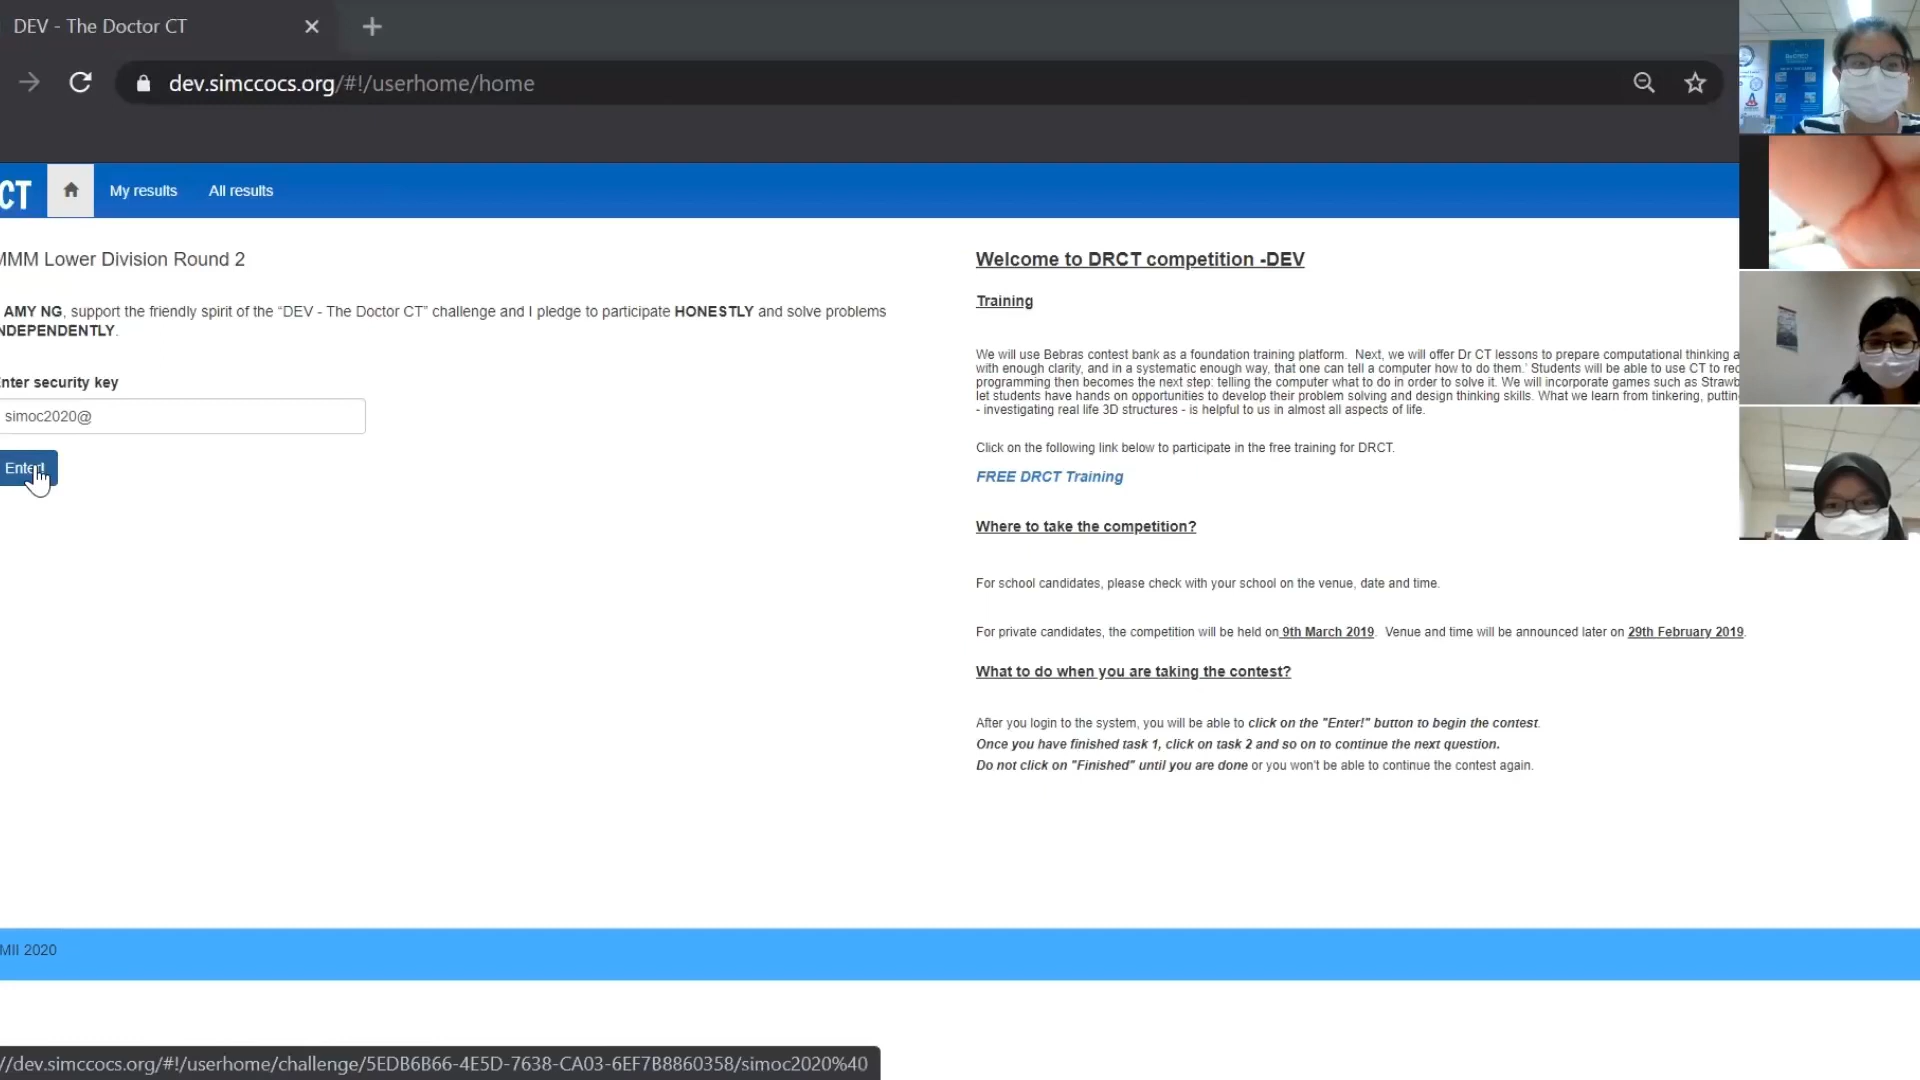 DEV - The Doctor CT
dev.simccocs.org/#!/userhome/home
CT
My results
All results
MMM Lower Division Round 2
AMY NG, support the friendly spirit of the “DEV - The Doctor CT” challenge and I pledge to participate HONESTLY and solve problems
NDEPENDENTLY.
nter security key
simoc2020@
Enter!
Welcome to DRCT competition -DEV
Training
We will use Bebras contest bank as a foundation training platform. Next, we will offer Dr CT lessons to prepare computational thinking a
with enough clarity, and in a systematic enough way, that one can tell a computer how to do them.' Students will be able to use CT to rec
programming then becomes the next step: telling the computer what to do in order to solve it. We will incorporate games such as Strawb
let students have hands on opportunities to develop their problem solving and design thinking skills. What we learn from tinkering, puttin
- investigating real life 3D structures - is helpful to us in almost all aspects of life.
Click on the following link below to participate in the free training for DRCT.
FREE DRCT Training
Where to take the competition?
For school candidates, please check with your school on the venue, date and time.
For private candidates, the competition will be held on 9th March 2019. Venue and time will be announced later on 29th February 2019.
What to do when you are taking the contest?
After you login to the system, you will be able to click on the "Enter!" button to begin the contest.
Once you have finished task 1, click on task 2 and so on to continue the next question.
Do not click on "Finished" until you are done or you won't be able to continue the contest again.
MII 2020
//dev.simccocs.org/#!/userhome/challenge/5EDB6B66-4E5D-7638-CA03-6EF7B8860358/simoc2020%40